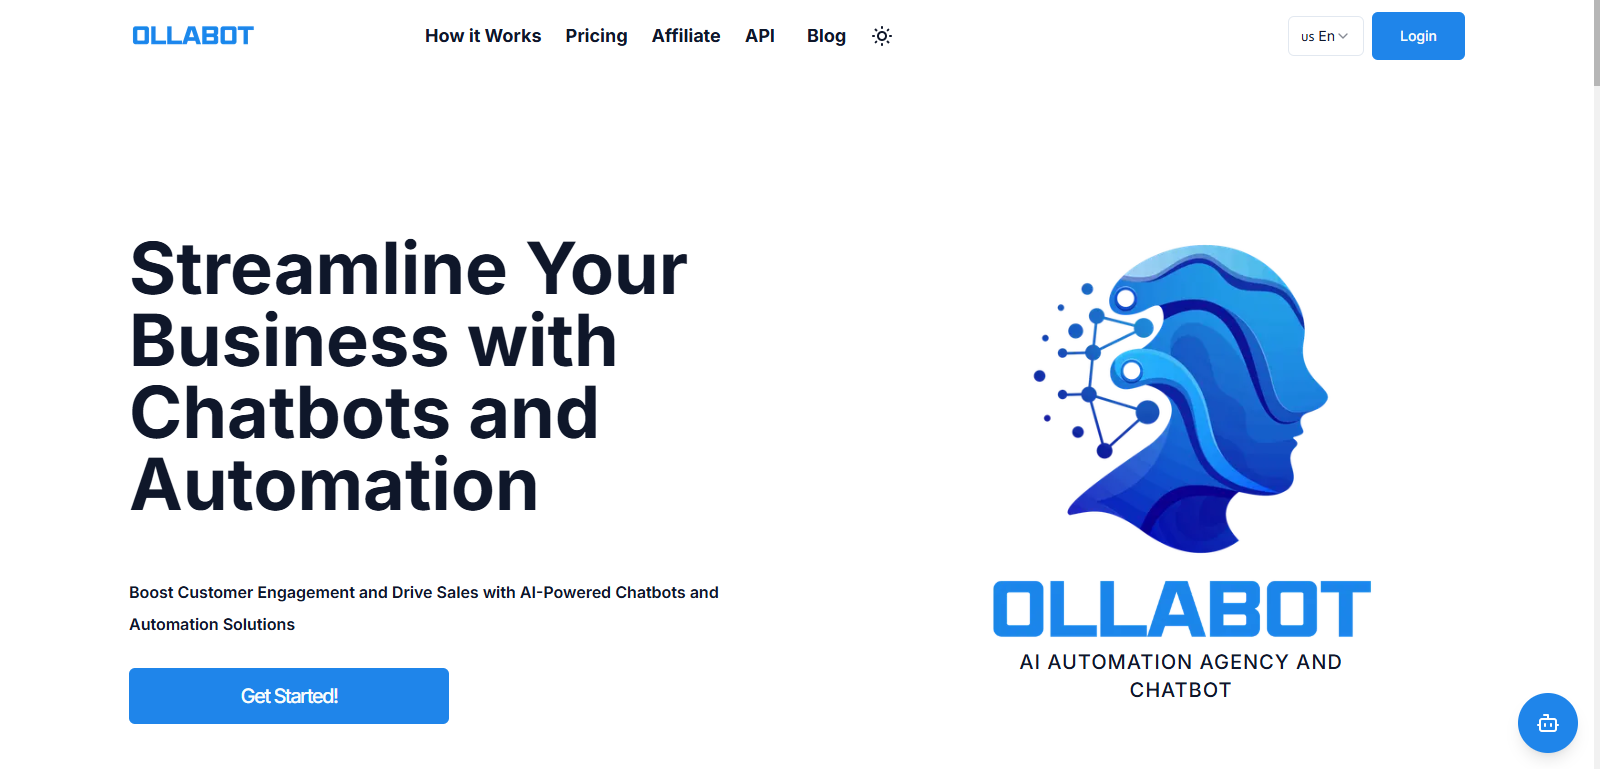 OLLABOT
How it Works
Pricing
Affiliate
API
Blog
us En
Login
Streamline Your
Business with
Chatbots and
Automation
Boost Customer Engagement and Drive Sales with AI-Powered Chatbots and
Automation Solutions
Get Started!
OLLABOT
AI AUTOMATION AGENCY AND
CHATBOT